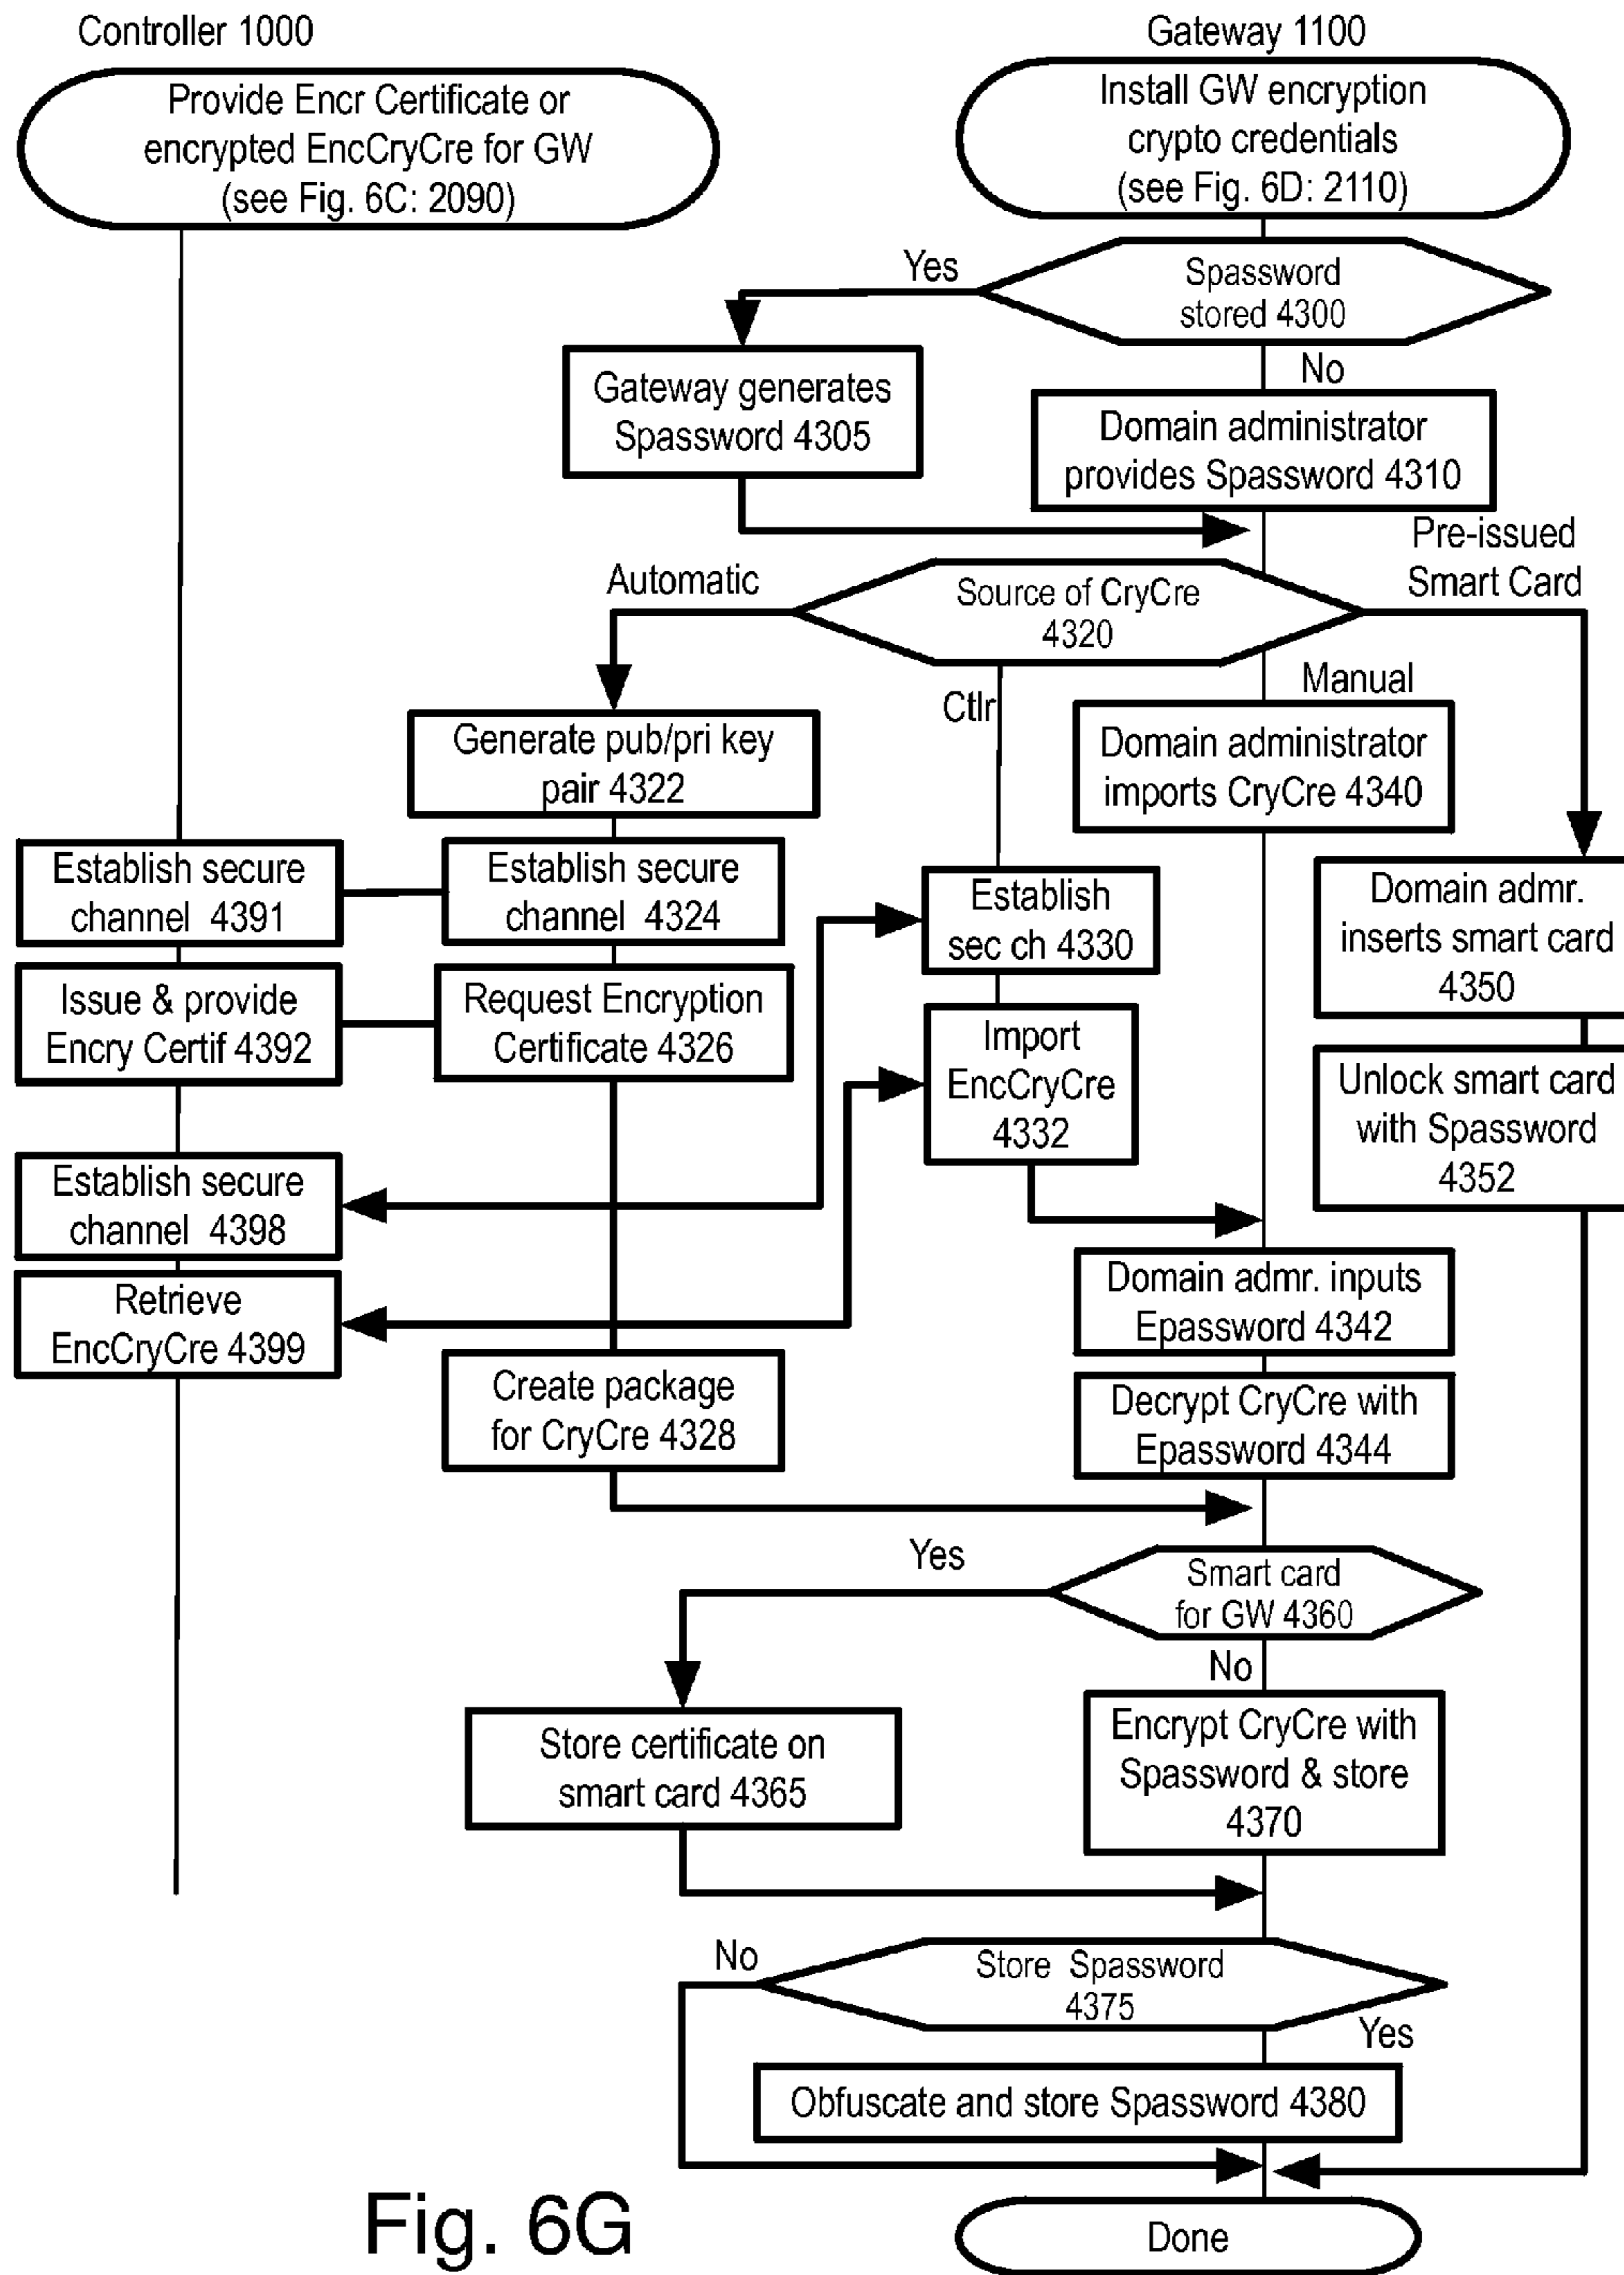 Controller 1000
Gateway 1100
Provide Encr Certificate or
encrypted EncCryCre for GW
(see Fig. 6C: 2090)
Install GW encryption
crypto credentials
(see Fig. 6D: 2110)
Yes
Spassword
stored 4300
No
Gateway generates
Spassword 4305
Domain administrator
provides Spassword 4310
Pre-issued
Smart Card
Automatic
Source of CryCre
4320
Ctlr
Manual
Generate pub/pri key
pair 4322
Domain administrator
imports CryCre 4340
Establish secure
channel 4391
Establish secure
channel 4324
Establish
sec ch 4330
Domain admr.
inserts smart card
4350
Issue & provide
Encry Certif 4392
Request Encryption
Certificate 4326
Import
EncCryCre
4332
Unlock smart card
with Spassword
4352
Establish secure
channel 4398
Retrieve
EncCryCre 4399
Domain admr. inputs
Epassword 4342
Create package
for CryCre 4328
Decrypt CryCre with
Epassword 4344
Yes
Smart card
for GW 4360
No
Store certificate on
smart card 4365
Encrypt CryCre with
Spassword & store
4370
No
Store Spassword
4375
Yes
Obfuscate and store Spassword 4380
Done
Fig. 6G